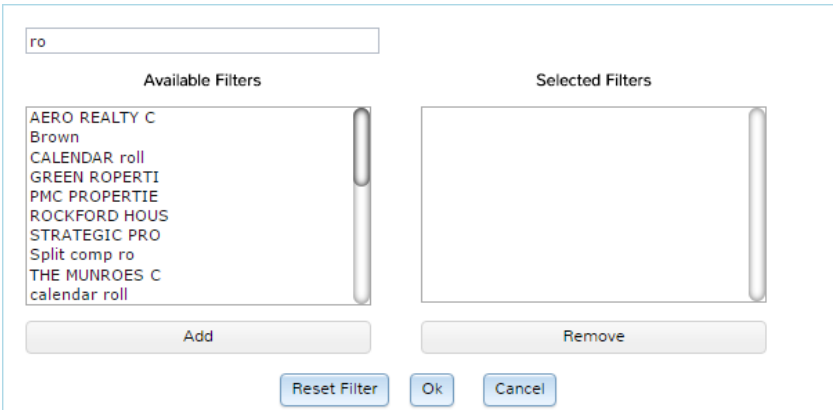 ro
Available Filters
Selected Filters
AERO REALTY C
Brown
CALENDAR roll
GREEN ROPERTI
PMC PROPERTIE
ROCKFORD HOUS
STRATEGIC PRO
Split comp ro
THE MUNROES C
calendar roll
Add
Remove
Reset Filter
Ok
Cancel